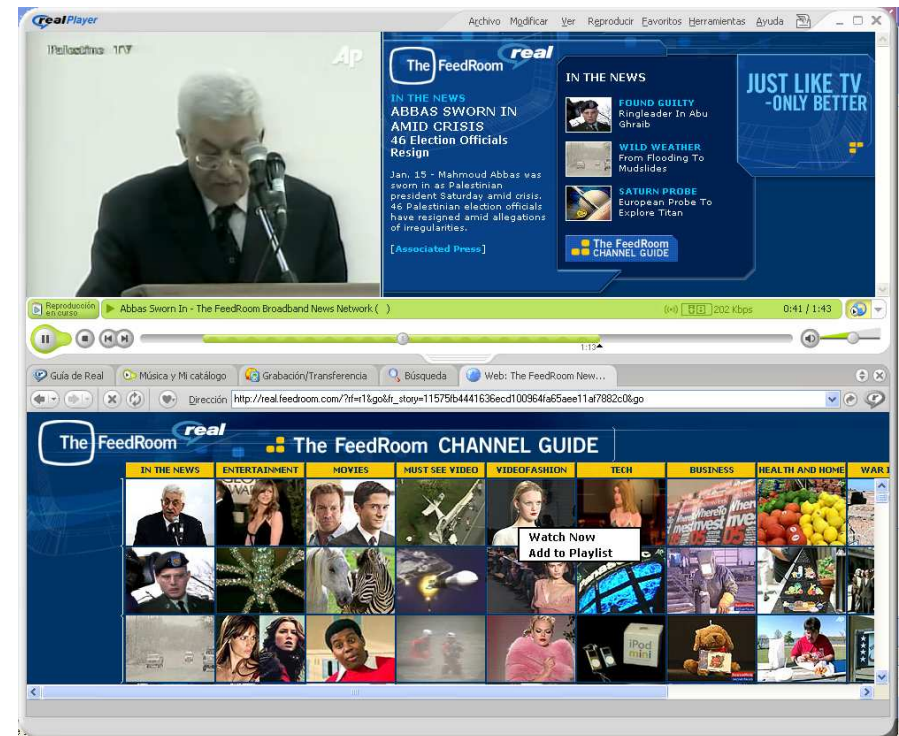 realPlayer
Archivo Modificar Ver Reproducir Favoritos Herramientas Ayuda
Palestine TV
AP
The FeedRoom real
IN THE NEWS
ABBAS SWORN IN
AMID CRISIS
46 Election Officials
Resign
Jan. 15 - Mahmoud Abbas was
sworn in as Palestinian
president Saturday amid crisis.
46 Palestinian election officials
have resigned amid allegations
of irregularities.
[Associated Press]
IN THE NEWS
FOUND GUILTY
Ringleader In Abu
Ghraib
WILD WEATHER
From Flooding To
Mudslides
SATURN PROBE
European Probe To
Explore Titan
The FeedRoom
CHANNEL GUIDE
JUST LIKE TV
-ONLY BETTER
Reproducción
en curso
Abbas Sworn In - The FeedRoom Broadband News Network ( )
202 Kbps
0:41 / 1:43
1:13
Guía de Real
Música y Mi catálogo
Grabación/Transferencia
Búsqueda
Web: The FeedRoom New...
Dirección http://real.feedroom.com/?rf=r1&go&fr_story=11575fb4441636ecd100964fa65aee11af7882c0&go
The FeedRoom real
The FeedRoom CHANNEL GUIDE
IN THE NEWS ENTERTAINMENT MOVIES MUST SEE VIDEO VIDEOFASHION TECH BUSINESS HEALTH AND HOME WAR I
Watch Now
Add to Playlist
iPod
mini